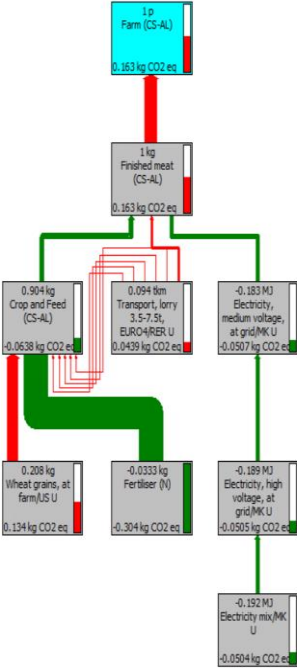 1 p
Farm (CS-AL)
0.163 kg CO2 eq
1 kg
Finished meat
(CS-AL)
0.163 kg CO2 eq
0.904 kg
Crop and Feed
(CS-AL)
-0.0638 kg CO2 eq
0.094 tkm
Transport, lorry
3.5-7.5t,
EURO4/RER U
0.0439 kg CO2 eq
-0.183 MJ
Electricity,
medium voltage,
at grid/MK U
-0.0507 kg CO2 eq
0.208 kg
Wheat grains, at
farm/US U
0.134 kg CO2 eq
-0.0333 kg
Fertiliser (N)
-0.304 kg CO2 eq
-0.189 MJ
Electricity, high
voltage, at
grid/MK U
-0.0505 kg CO2 eq
-0.192 MJ
Electricity mix/MK
U
-0.0504 kg CO2 eq